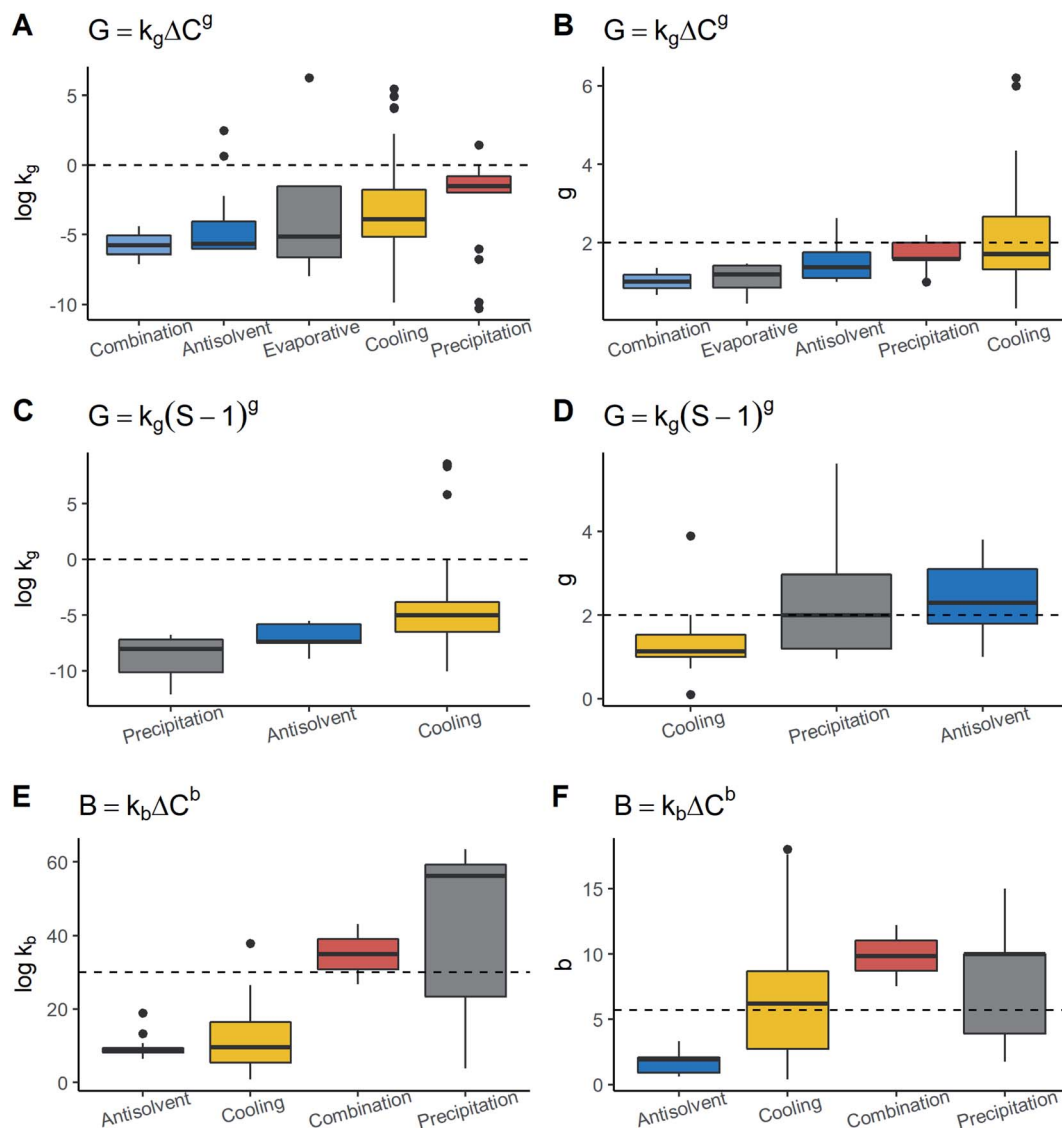 A G = k_gΔC^g
log k_g
5
0
-5
-10
Combination Antisolvent Evaporative Cooling Precipitation
B G = k_gΔC^g
g
6
4
2
Combination Evaporative Antisolvent Precipitation Cooling
C G = k_g(S − 1)^g
log k_g
5
0
-5
-10
Precipitation Antisolvent Cooling
D G = k_g(S − 1)^g
g
4
2
0
Cooling Precipitation Antisolvent
E B = k_bΔC^b
log k_b
60
40
20
0
Antisolvent Cooling Combination Precipitation
F B = k_bΔC^b
b
15
10
5
0
Antisolvent Cooling Combination Precipitation